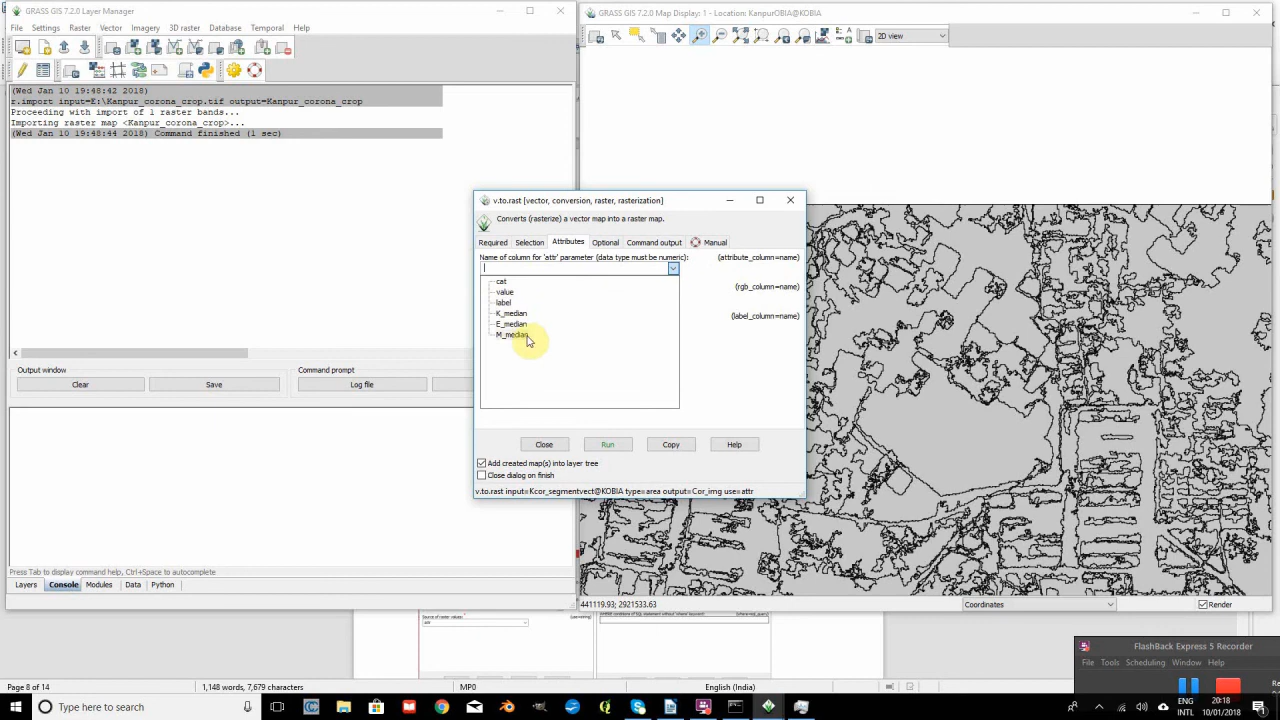 GRASS GIS 7.2.0 Layer Manager
File Settings Raster Vector Imagery 3D raster Database Temporal Help
(Wed Jan 10 19:48:42 2018)
r.import input=E:\Kanpur_corona_crop.tif output=Kanpur_corona_crop
Proceeding with import of 1 raster bands...
Importing raster map <Kanpur_corona_crop>...
(Wed Jan 10 19:48:44 2018) Command finished (1 sec)
Output window
Command prompt
Clear
Save
Log file
Press Tab to display command help, Ctrl+Space to autocomplete
Layers Console Modules Data Python
GRASS GIS 7.2.0 Map Display: 1 - Location: KanpurOBIA@KOBIA
2D view
v.to.rast [vector, conversion, raster, rasterization]
Converts (rasterize) a vector map into a raster map.
Required Selection Attributes Optional Command output Manual
Name of column for 'attr' parameter (data type must be numeric):
(attribute_column=name)
cat
value
label
K_median
E_median
M_median
(rgb_column=name)
(label_column=name)
Close
Run
Copy
Help
Add created map(s) into layer tree
Close dialog on finish
v.to.rast input=Kcor_segmentvect@KOBIA type=area output=Cor_img use=attr
441119.93; 2921533.63
Coordinates
Render
Source of raster values:
attr
FlashBack Express 5 Recorder
File Tools Scheduling Window Help
Page 8 of 14
1,148 words, 7,679 characters
MP0
English (India)
Type here to search
ENG
INTL
20:18
10/01/2018